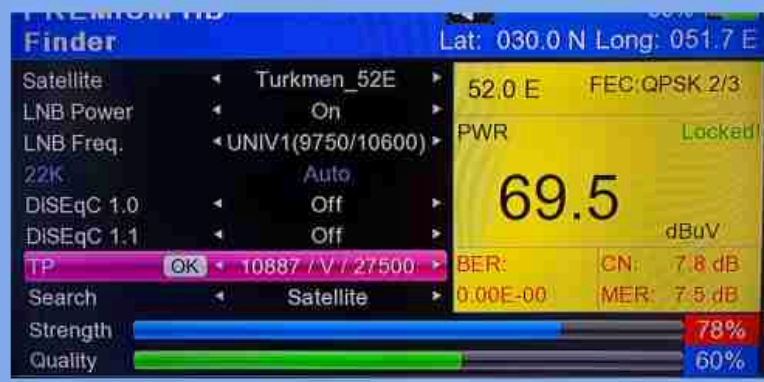 PREMIUM HD
Finder
Lat: 030.0 N Long: 051.7 E
Satellite Turkmen_52E
LNB Power On
LNB Freq. UNIV1(9750/10600)
22K Auto
DiSEqC 1.0 Off
DiSEqC 1.1 Off
TP OK 10887 / V / 27500
Search Satellite
52.0 E FEC:QPSK 2/3
PWR Locked!
69.5
dBuV
BER: CN: 7.8 dB
0.00E-00 MER: 7.5 dB
Strength 78%
Quality 60%